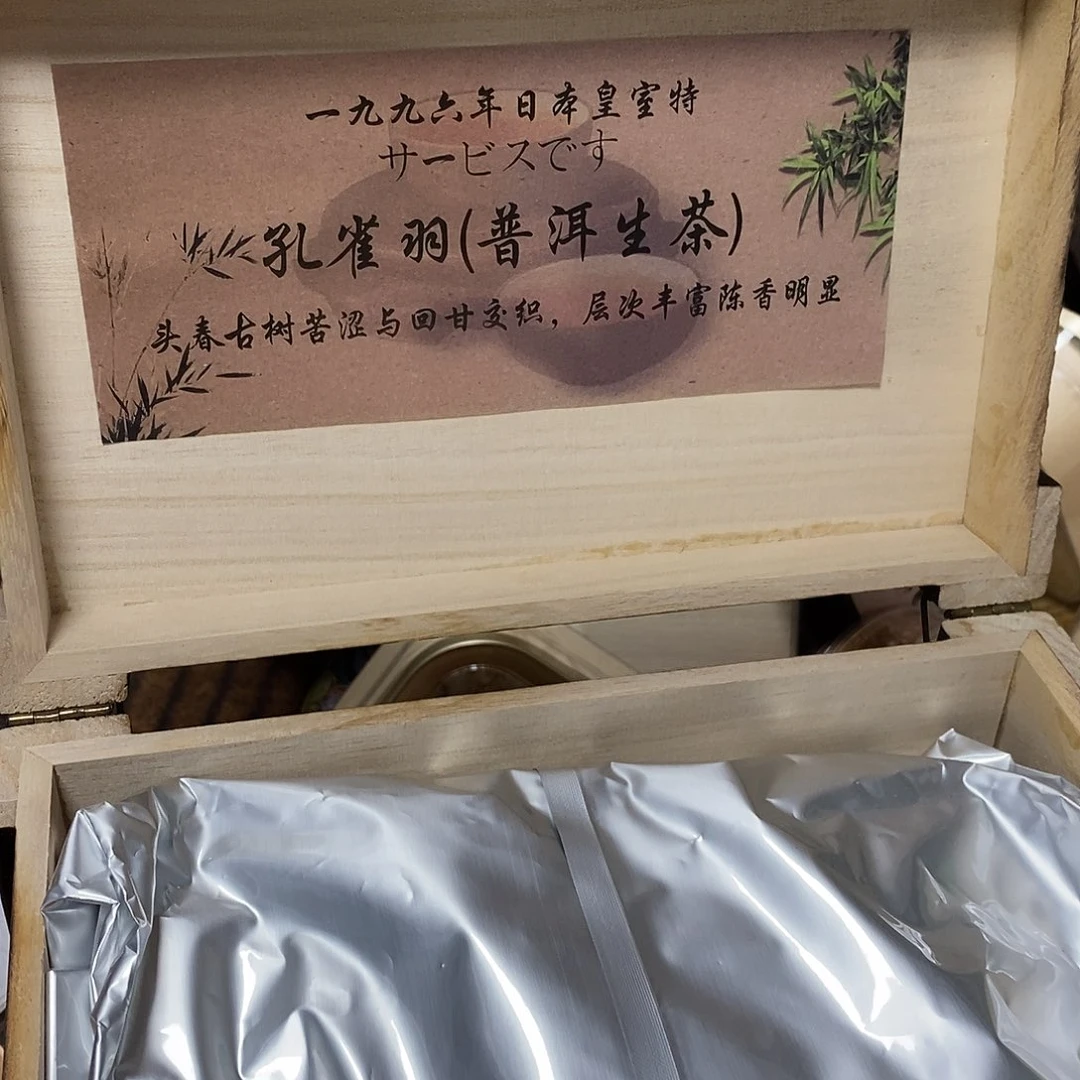 一九九六年日本皇室特
サービスです
孔雀羽(普洱生茶)
头春古树苦涩与回甘交织，层次丰富陈香明显